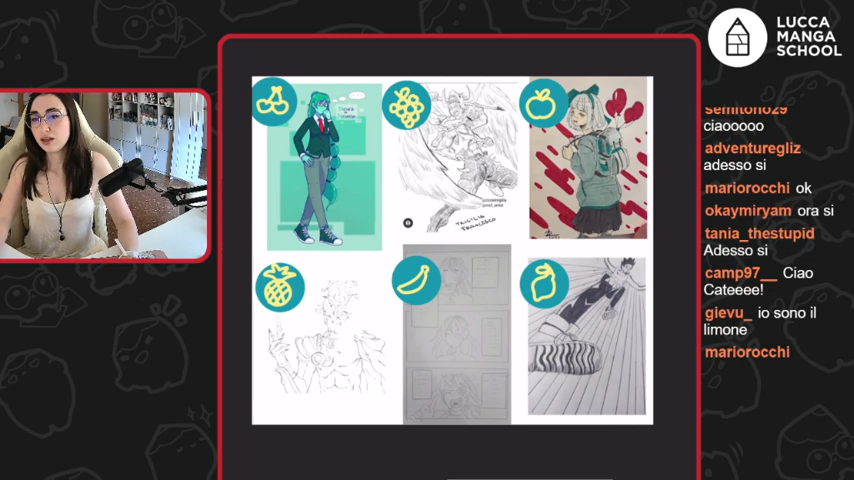 LUCCA
MANGA
SCHOOL
semitono29
ciaooooo
adventuregliz
adesso si
mariorocchi ok
okaymiryam ora si
tania_thestupid
Adesso si
camp97__ Ciao
Cateeee!
gievu_ io sono il
limone
mariorocchi